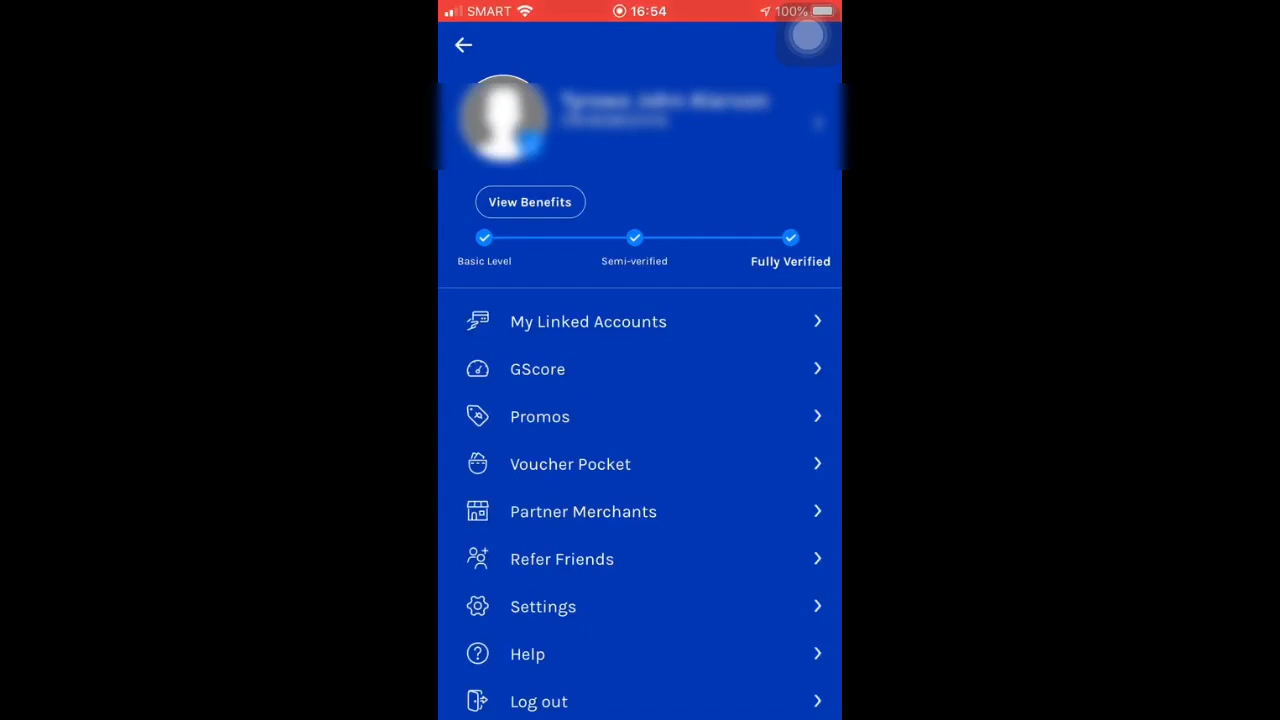 SMART 16:54 100%
View Benefits
Basic Level Semi-verified Fully Verified
My Linked Accounts
GScore
Promos
Voucher Pocket
Partner Merchants
Refer Friends
Settings
Help
Log out